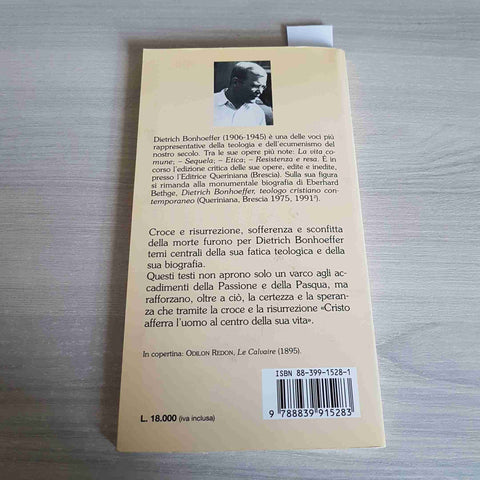 Dietrich Bonhoeffer (1906-1945) è una delle voci più
rappresentative della teologia e dell'ecumenismo del
nostro secolo. Tra le sue opere più note: La vita co-
mune; – Sequela; – Etica; – Resistenza e resa. È in
corso l'edizione critica delle sue opere, edite e inedite,
presso l'Editrice Queriniana (Brescia). Sulla sua figura
si rimanda alla monumentale biografia di Eberhard
Bethge, Dietrich Bonhoeffer, teologo cristiano con-
temporaneo (Queriniana, Brescia 1975, 1991²).
Croce e risurrezione, sofferenza e sconfitta
della morte furono per Dietrich Bonhoeffer
temi centrali della sua fatica teologica e della
sua biografia.
Questi testi non aprono solo un varco agli ac-
cadimenti della Passione e della Pasqua, ma
rafforzano, oltre a ciò, la certezza e la speran-
za che tramite la croce e la risurrezione «Cristo
afferra l'uomo al centro della sua vita».
In copertina: ODILON REDON, Le Calvaire (1895).
ISBN 88-399-1528-1
9 788839 915283
L. 18.000 (iva inclusa)